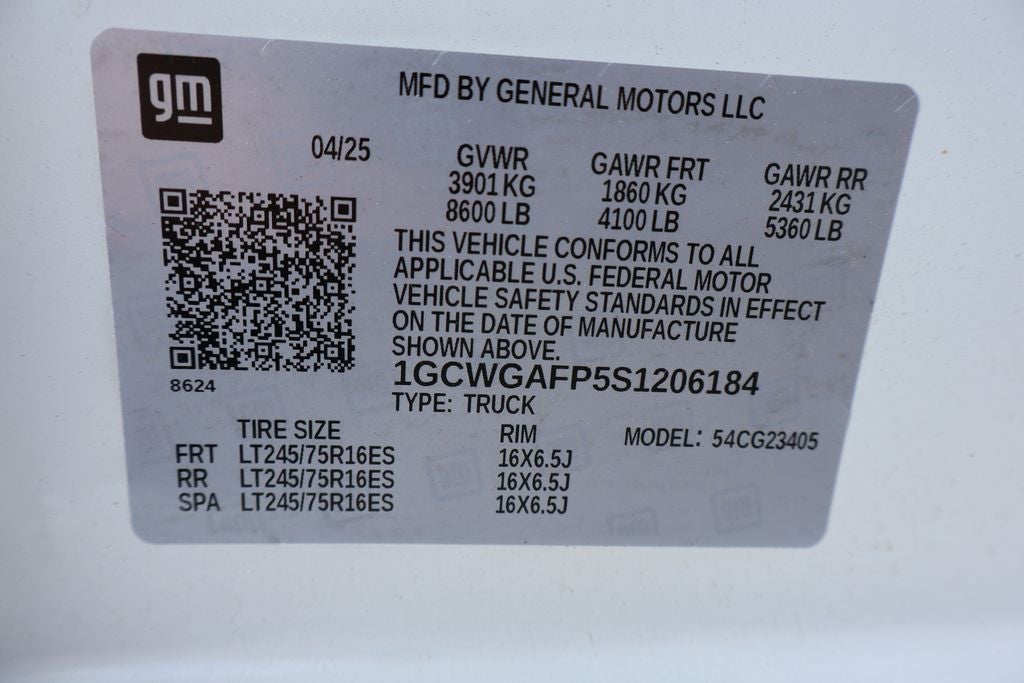 gm
MFD BY GENERAL MOTORS LLC
04/25
GVWR GAWR FRT GAWR RR
3901 KG 1860 KG 2431 KG
8600 LB 4100 LB 5360 LB
THIS VEHICLE CONFORMS TO ALL
APPLICABLE U.S. FEDERAL MOTOR
VEHICLE SAFETY STANDARDS IN EFFECT
ON THE DATE OF MANUFACTURE
SHOWN ABOVE.
8624
1GCWGAFP5S1206184
TYPE: TRUCK
TIRE SIZE RIM MODEL: 54CG23405
FRT LT245/75R16ES 16X6.5J
RR LT245/75R16ES 16X6.5J
SPA LT245/75R16ES 16X6.5J